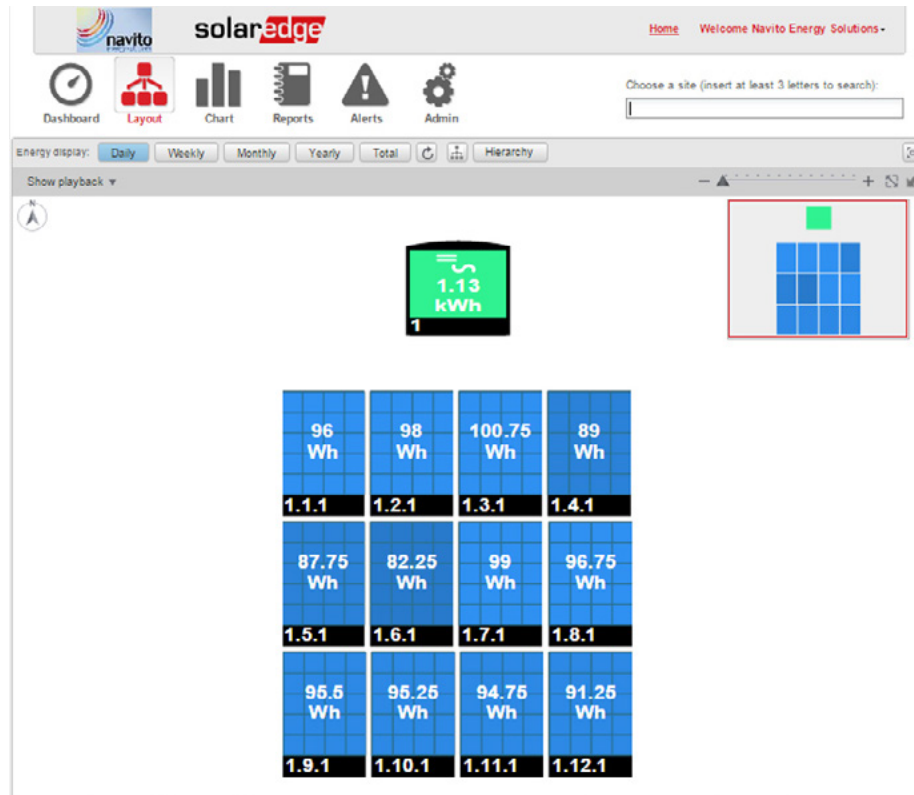 navito
solaredge
Home Welcome Navito Energy Solutions
Dashboard Layout Chart Reports Alerts Admin
Choose a site (insert at least 3 letters to search):
Energy display: Daily Weekly Monthly Yearly Total Hierarchy
Show playback
N
1.13
kWh
1
96 98 100.75 89
Wh Wh Wh Wh
1.1.1 1.2.1 1.3.1 1.4.1
87.75 82.25 99 96.75
Wh Wh Wh Wh
1.5.1 1.6.1 1.7.1 1.8.1
95.5 95.25 94.75 91.25
Wh Wh Wh Wh
1.9.1 1.10.1 1.11.1 1.12.1